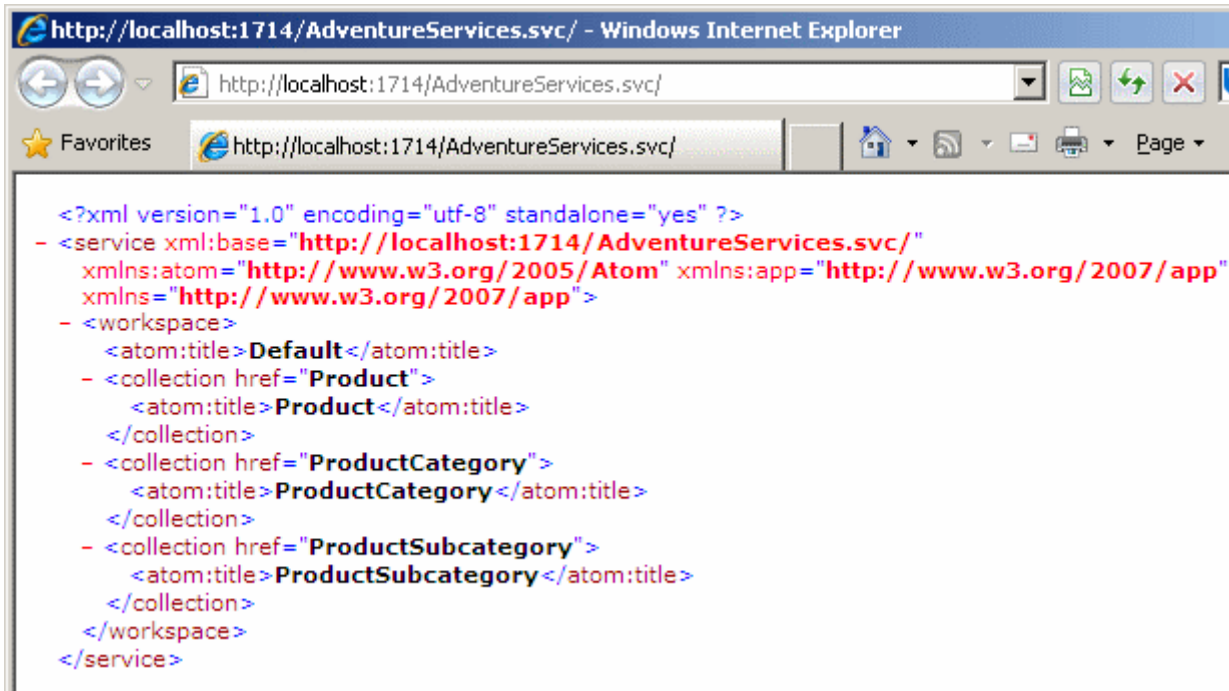 http://localhost:1714/AdventureServices.svc/ - Windows Internet Explorer
http://localhost:1714/AdventureServices.svc/
Favorites http://localhost:1714/AdventureServices.svc/ Page
<?xml version="1.0" encoding="utf-8" standalone="yes" ?>
- <service xml:base="http://localhost:1714/AdventureServices.svc/"
xmlns:atom="http://www.w3.org/2005/Atom" xmlns:app="http://www.w3.org/2007/app"
xmlns="http://www.w3.org/2007/app">
- <workspace>
<atom:title>Default</atom:title>
- <collection href="Product">
<atom:title>Product</atom:title>
</collection>
- <collection href="ProductCategory">
<atom:title>ProductCategory</atom:title>
</collection>
- <collection href="ProductSubcategory">
<atom:title>ProductSubcategory</atom:title>
</collection>
</workspace>
</service>